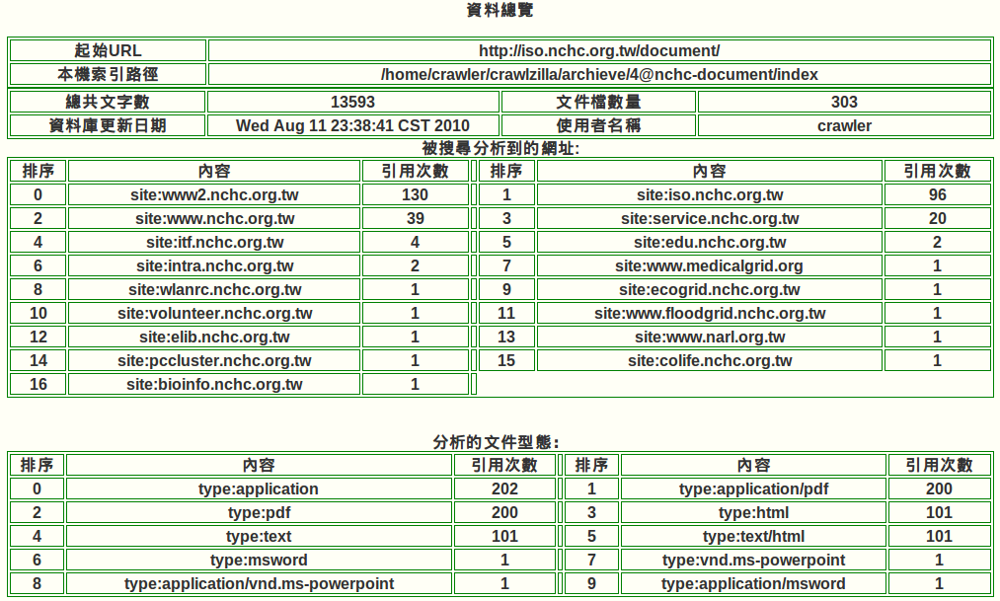 資料總覽
起始URL http://iso.nchc.org.tw/document/
本機索引路徑 /home/crawler/crawlzilla/archieve/4@nchc-document/index
總共文字數 13593 文件檔數量 303
資料庫更新日期 Wed Aug 11 23:38:41 CST 2010 使用者名稱 crawler
被搜尋分析到的網址:
排序 內容 引用次數 排序 內容 引用次數
0 site:www2.nchc.org.tw 130 1 site:iso.nchc.org.tw 96
2 site:www.nchc.org.tw 39 3 site:service.nchc.org.tw 20
4 site:itf.nchc.org.tw 4 5 site:edu.nchc.org.tw 2
6 site:intra.nchc.org.tw 2 7 site:www.medicalgrid.org 1
8 site:wlanrc.nchc.org.tw 1 9 site:ecogrid.nchc.org.tw 1
10 site:volunteer.nchc.org.tw 1 11 site:www.floodgrid.nchc.org.tw 1
12 site:elib.nchc.org.tw 1 13 site:www.narl.org.tw 1
14 site:pccluster.nchc.org.tw 1 15 site:colife.nchc.org.tw 1
16 site:bioinfo.nchc.org.tw 1
分析的文件型態:
排序 內容 引用次數 排序 內容 引用次數
0 type:application 202 1 type:application/pdf 200
2 type:pdf 200 3 type:html 101
4 type:text 101 5 type:text/html 101
6 type:msword 1 7 type:vnd.ms-powerpoint 1
8 type:application/vnd.ms-powerpoint 1 9 type:application/msword 1